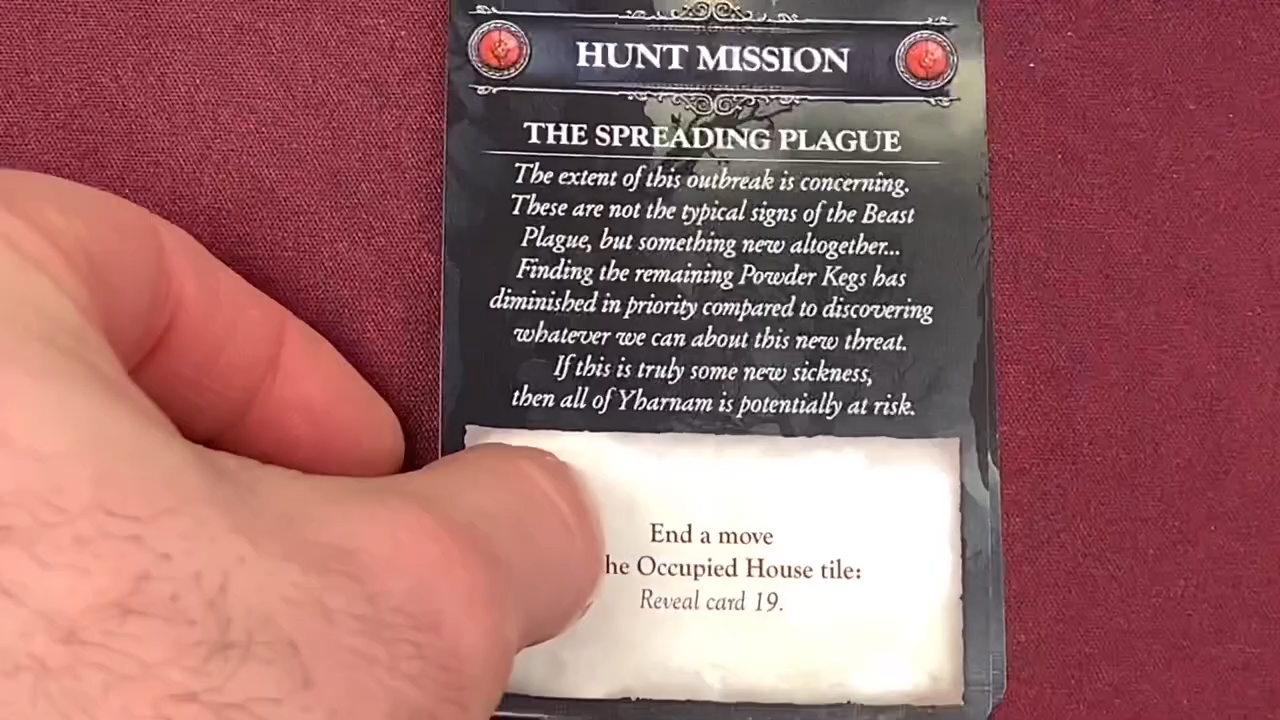 HUNT MISSION
THE SPREADING PLAGUE
The extent of this outbreak is concerning.
These are not the typical signs of the Beast
Plague, but something new altogether...
Finding the remaining Powder Kegs has
diminished in priority compared to discovering
whatever we can about this new threat.
If this is truly some new sickness,
then all of Yharnam is potentially at risk.
End a move
he Occupied House tile:
Reveal card 19.